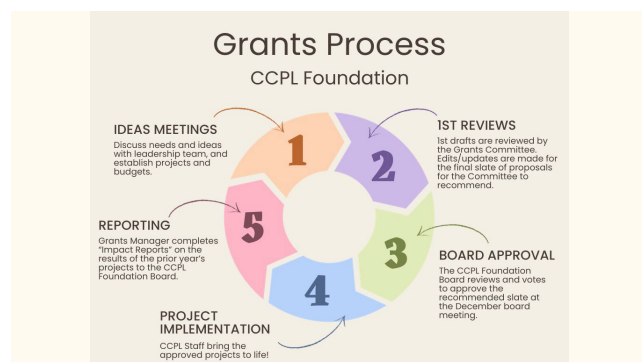 Grants Process
CCPL Foundation
IDEAS MEETINGS
Discuss needs and ideas
with leadership team, and
establish projects and
budgets.
1
1ST REVIEWS
1st drafts are reviewed by
the Grants Committee.
Edits/updates are made for
the final slate of proposals
for the Committee to
recommend.
2
BOARD APPROVAL
The CCPL Foundation
Board reviews and votes
to approve the
recommended slate at
the December board
meeting.
3
PROJECT
IMPLEMENTATION
CCPL Staff bring the
approved projects to life!
4
REPORTING
Grants Manager completes
“Impact Reports” on the
results of the prior year’s
projects to the CCPL
Foundation Board.
5